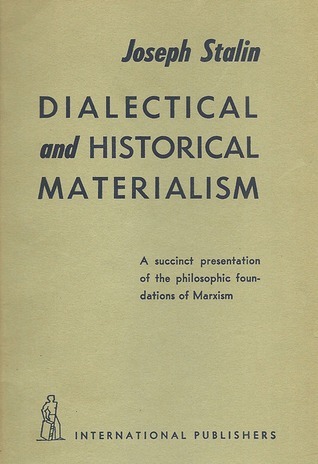 Joseph Stalin
DIALECTICAL
and HISTORICAL
MATERIALISM
A succinct presentation
of the philosophic foun-
dations of Marxism
INTERNATIONAL PUBLISHERS